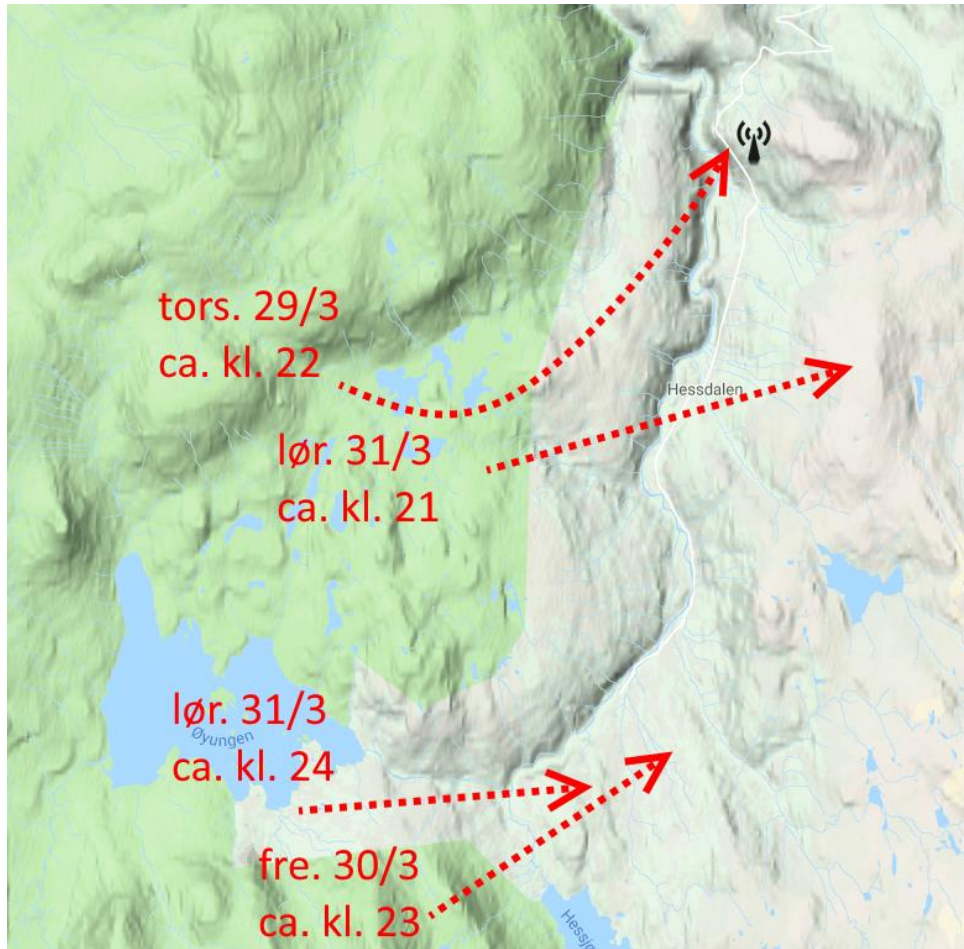 tors. 29/3
ca. kl. 22
Hessdalen
lør. 31/3
ca. kl. 21
lør. 31/3
Øyungen
ca. kl. 24
fre. 30/3
ca. kl. 23